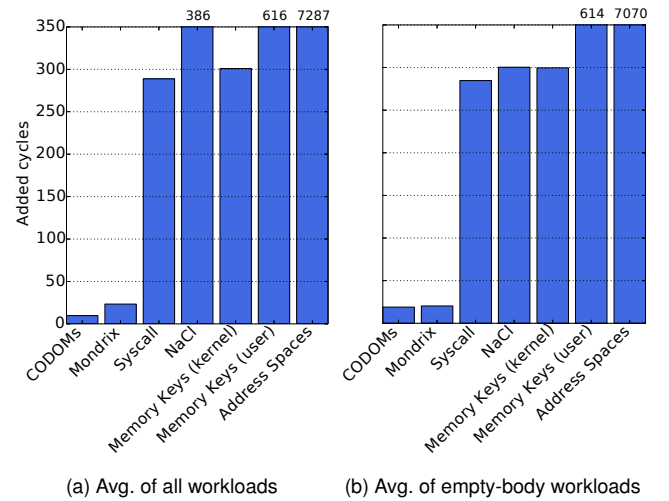 386 616 7287
614 7070
350
300
250
200
150
100
50
0
Added cycles
CODOMs
Mondrix
Syscall
NaCl
Memory Keys (kernel)
Memory Keys (user)
Address Spaces
CODOMs
Mondrix
Syscall
NaCl
Memory Keys (kernel)
Memory Keys (user)
Address Spaces
(a) Avg. of all workloads
(b) Avg. of empty-body workloads